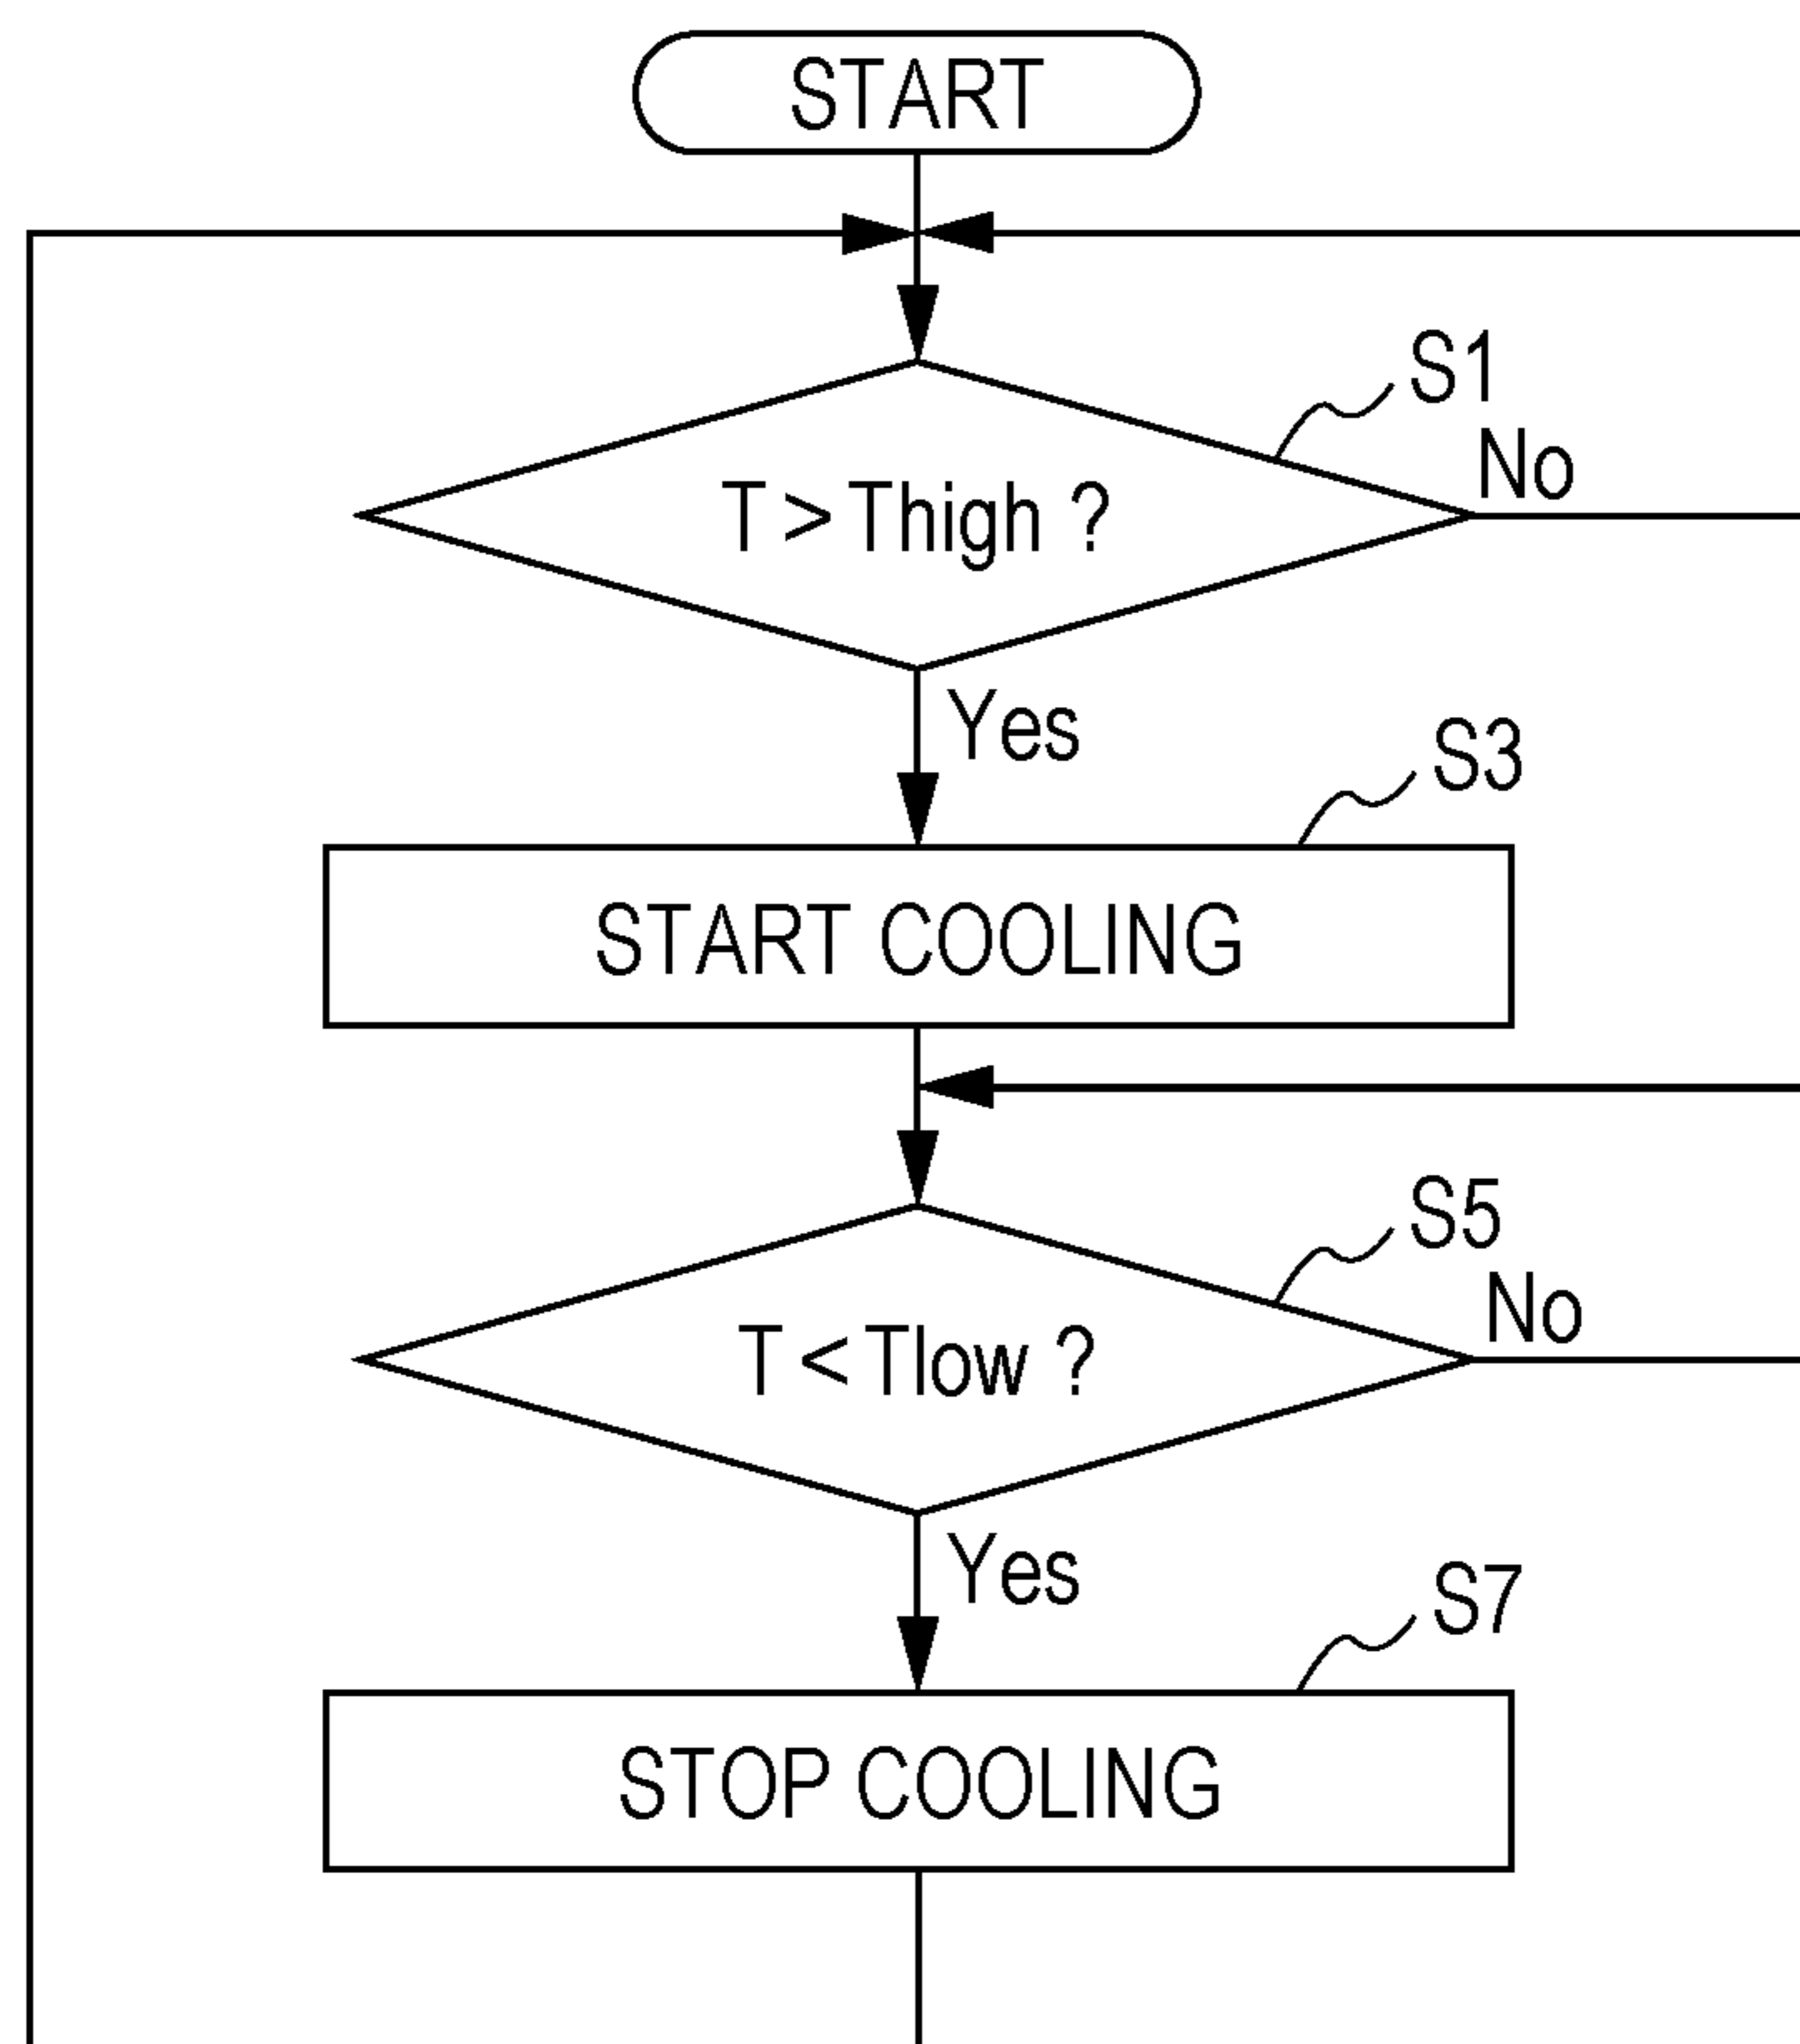 START
S1
No
T > Thigh ?
Yes
S3
START COOLING
S5
No
T < Tlow ?
Yes
S7
STOP COOLING